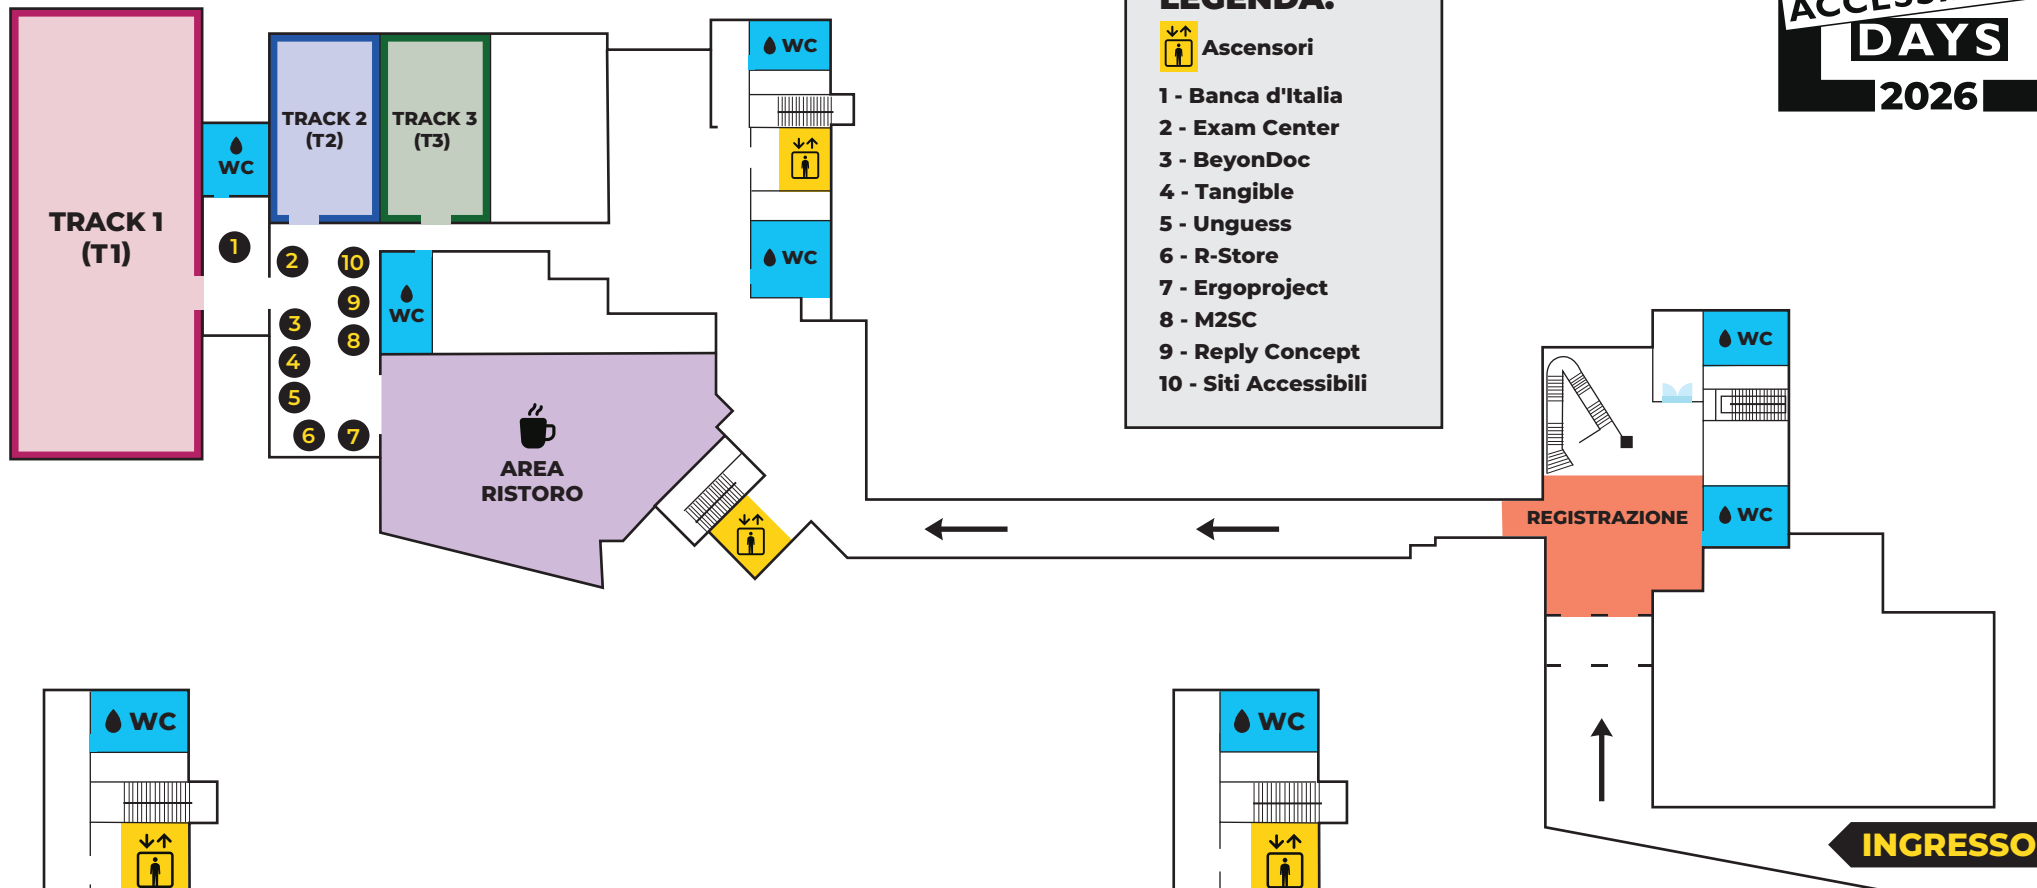 LEGENDA:
Ascensori
1 - Banca d'Italia
2 - Exam Center
3 - BeyonDoc
4 - Tangible
5 - Unguess
6 - R-Store
7 - Ergoproject
8 - M2SC
9 - Reply Concept
10 - Siti Accessibili
DAYS
2026
TRACK 1
(T1)
WC
TRACK 2
(T2)
TRACK 3
(T3)
WC
WC
1
2
10
9
3
8
4
5
6
7
WC
AREA
RISTORO
WC
REGISTRAZIONE
WC
WC
WC
INGRESSO